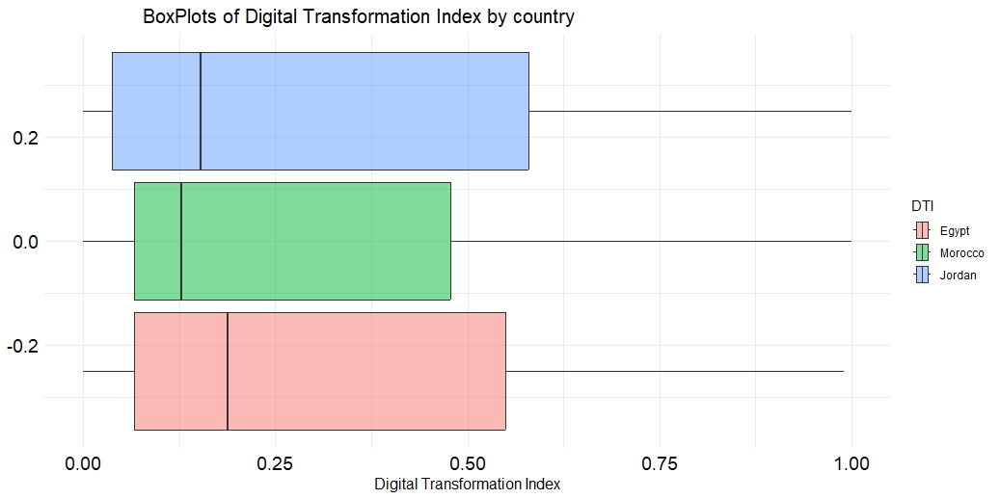 BoxPlots of Digital Transformation Index by country
0.2
0.0
-0.2
0.00 0.25 0.50 0.75 1.00
Digital Transformation Index
DTI
Egypt
Morocco
Jordan